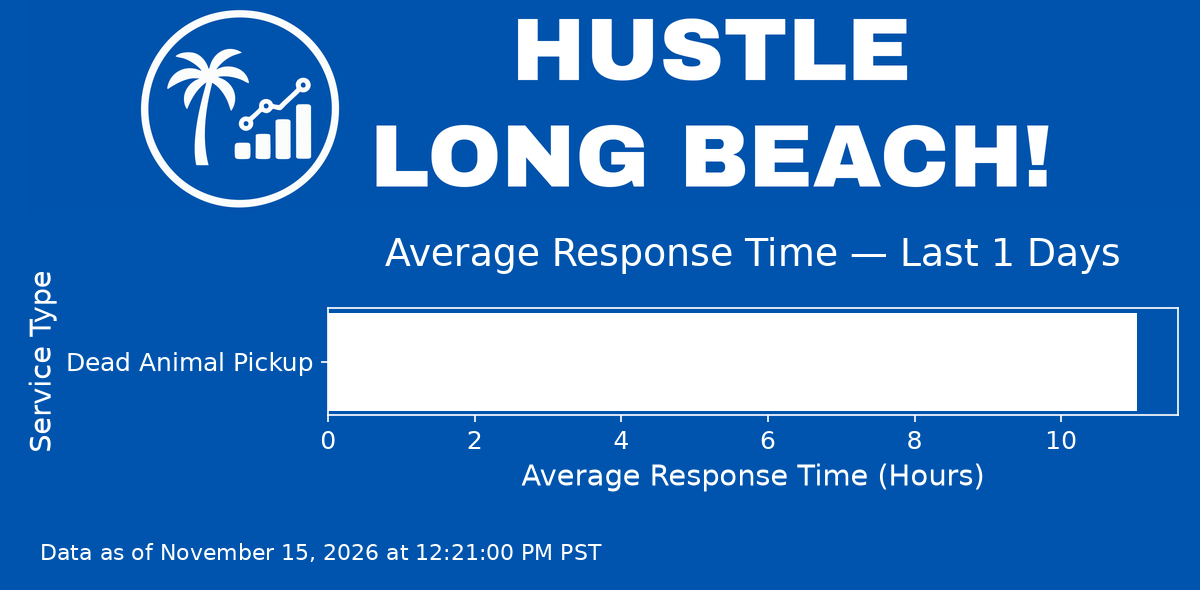 HUSTLE
LONG BEACH!
Average Response Time — Last 1 Days
Service Type
Dead Animal Pickup
0 2 4 6 8 10
Average Response Time (Hours)
Data as of November 15, 2026 at 12:21:00 PM PST